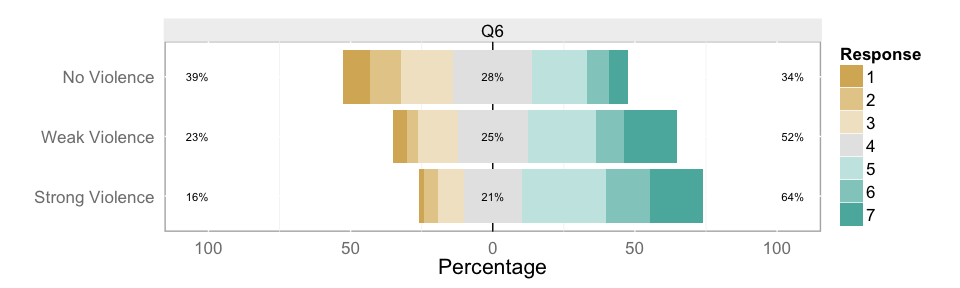 Q6
No Violence 39% 28% 34%
Weak Violence 23% 25% 52%
Strong Violence 16% 21% 64%
100 50 0 50 100
Percentage
Response
1
2
3
4
5
6
7